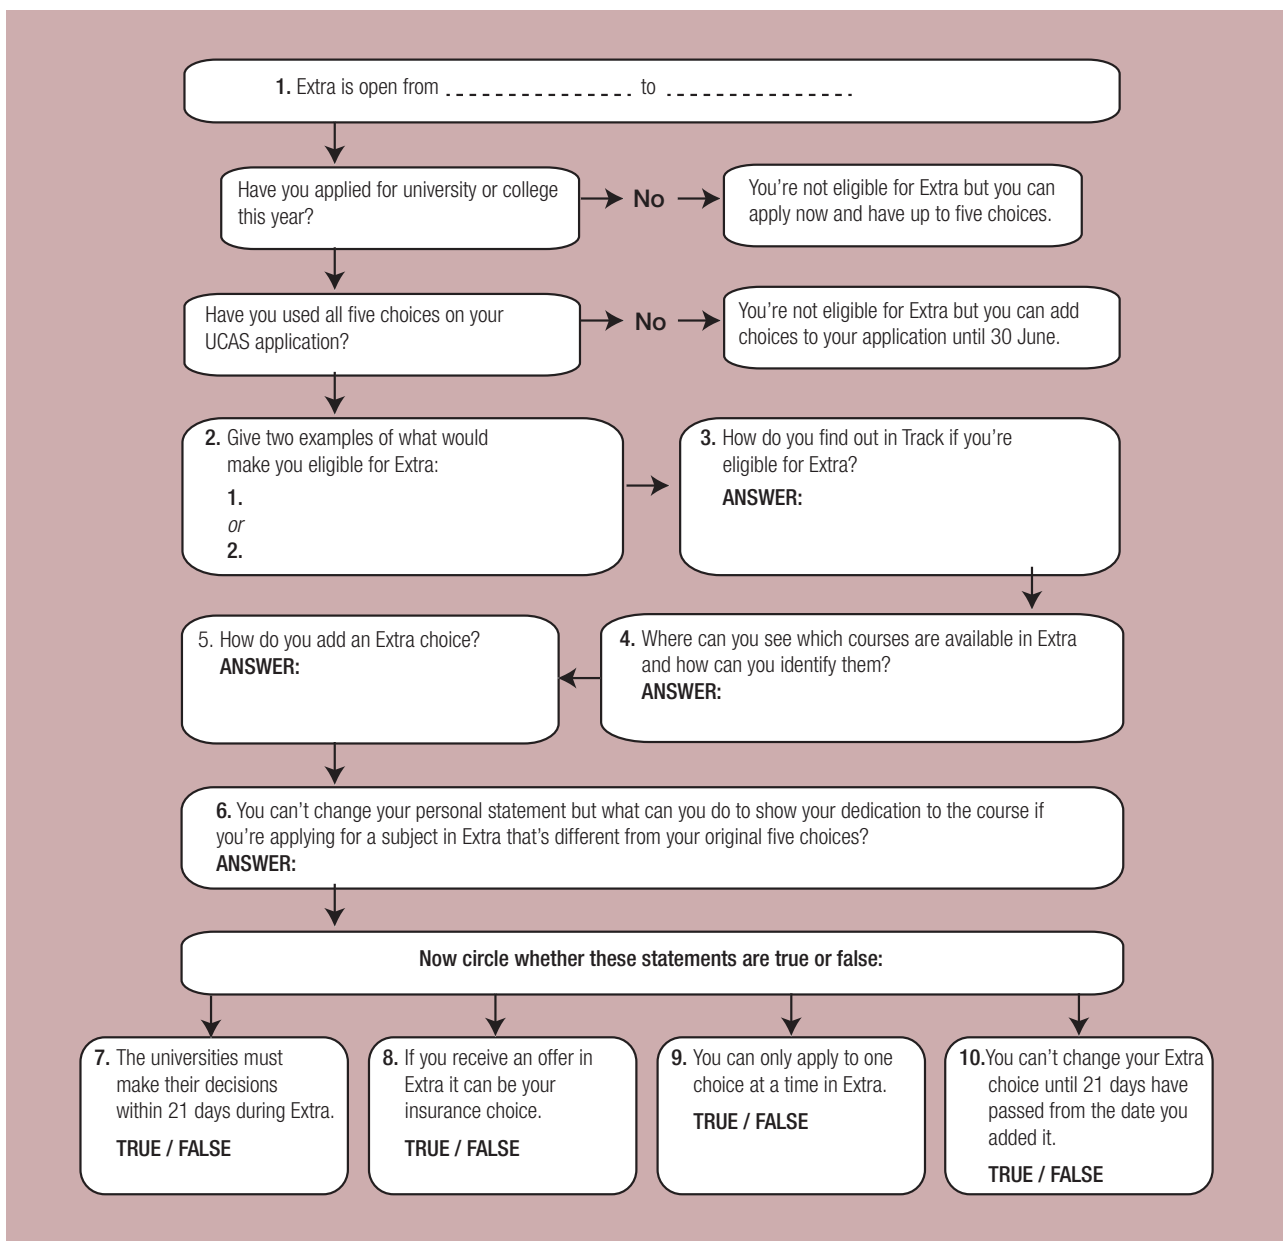 1. Extra is open from _ _ _ _ _ _ _ _ _ _ _ _ _ _ _ to _ _ _ _ _ _ _ _ _ _ _ _ _ _ _
Have you applied for university or college
this year?
No
You’re not eligible for Extra but you can
apply now and have up to five choices.
Have you used all five choices on your
UCAS application?
No
You’re not eligible for Extra but you can add
choices to your application until 30 June.
2. Give two examples of what would
make you eligible for Extra:
1.
or
2.
3. How do you find out in Track if you’re
eligible for Extra?
ANSWER:
4. Where can you see which courses are available in Extra
and how can you identify them?
ANSWER:
5. How do you add an Extra choice?
ANSWER:
6. You can’t change your personal statement but what can you do to show your dedication to the course if
you’re applying for a subject in Extra that’s different from your original five choices?
ANSWER:
Now circle whether these statements are true or false:
7. The universities must
make their decisions
within 21 days during Extra.
TRUE / FALSE
8. If you receive an offer in
Extra it can be your
insurance choice.
TRUE / FALSE
9. You can only apply to one
choice at a time in Extra.
TRUE / FALSE
10.You can’t change your Extra
choice until 21 days have
passed from the date you
added it.
TRUE / FALSE